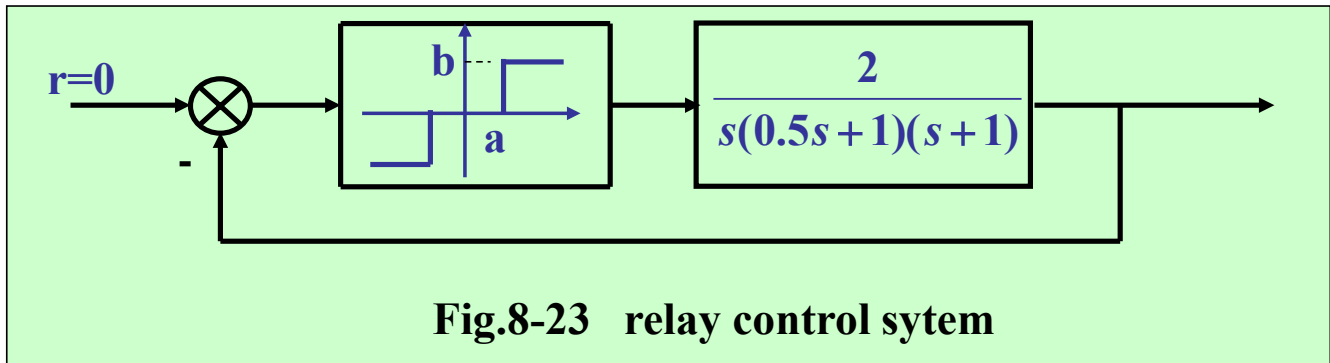 r=0
b
a
2
s(0.5s+1)(s+1)
-
Fig.8-23 relay control sytem